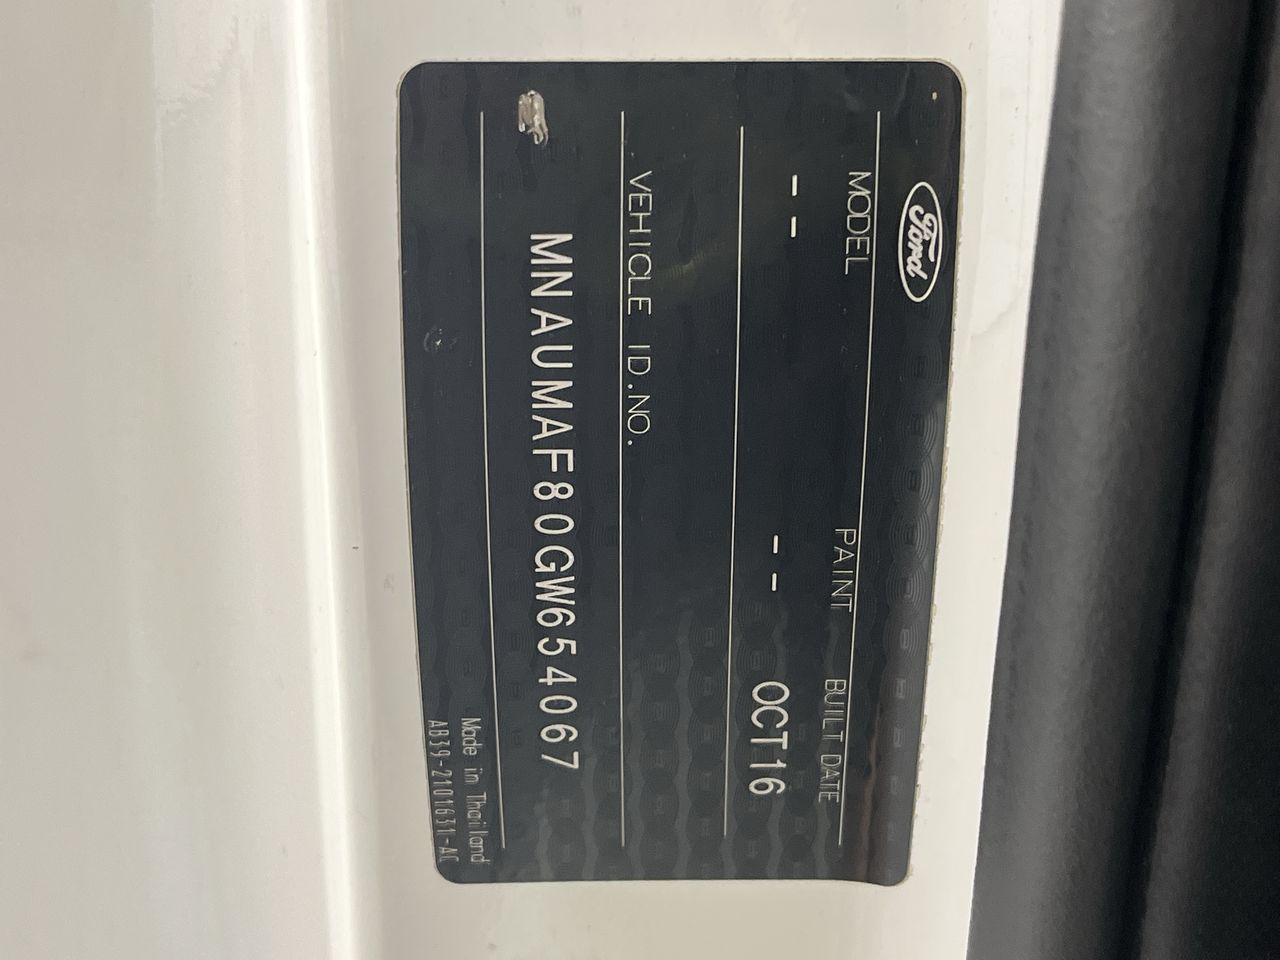 Ford
MODEL PAINT BUILT DATE
-- -- OCT16
VEHICLE ID.NO.
MNAUMAF80GW654067
Made in Thailand
AB39-2101631-AC